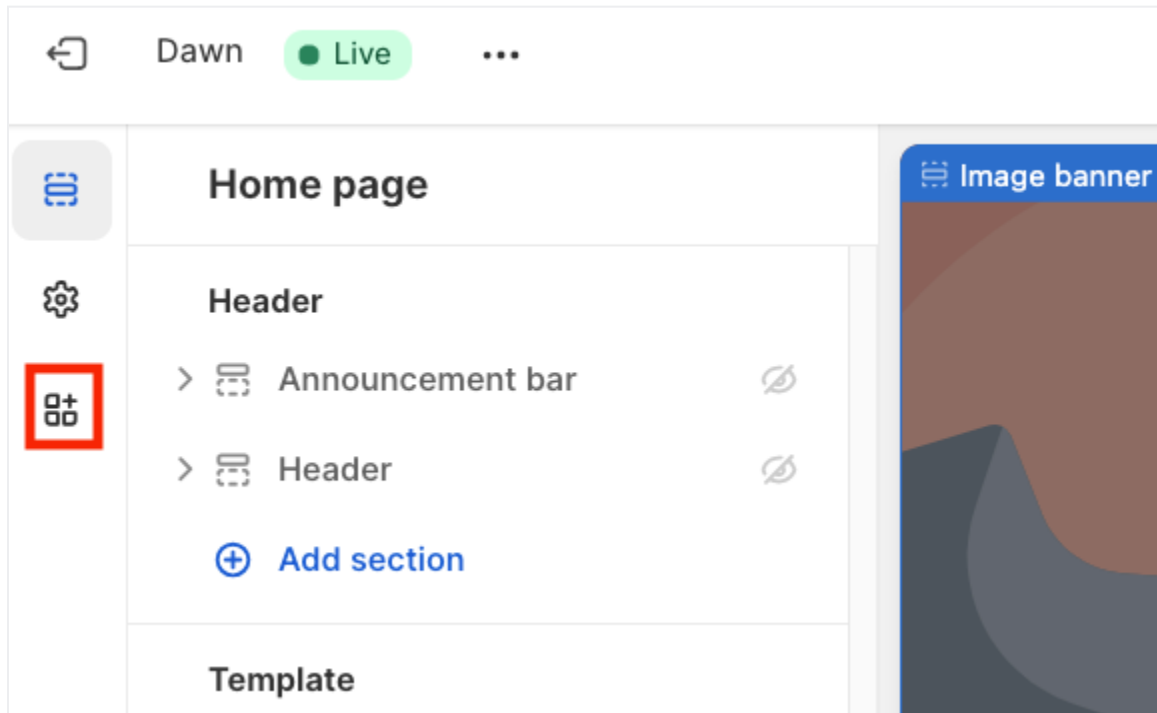 Dawn Live
Home page
Image banner
Header
Announcement bar
Header
Add section
Template